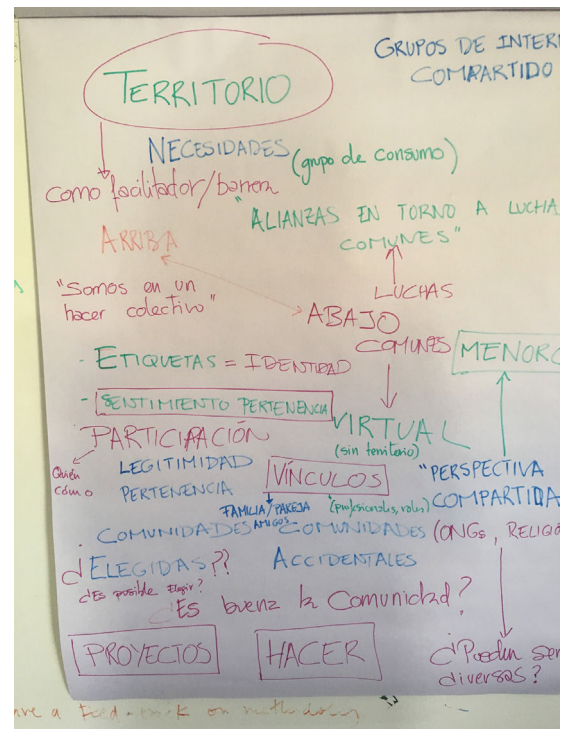 GRUPOS DE INTER
COMPARTIDO
TERRITORIO
NECESIDADES (grupo de consumo)
como facilitador/barrera
"ALIANZAS EN TORNO A LUCHA
COMUNES"
ARRIBA
"Somos en un
hacer colectivo"
LUCHAS
ABAJO
COMUNES
MENORC
- ETIQUETAS = IDENTIDAD
- SENTIMIENTO PERTENENCIA
VIRTUAL
(sin territorio)
PARTICIPACIÓN
Quién
cómo
LEGITIMIDAD
PERTENENCIA
VÍNCULOS
FAMILIA/PAREJA
AMIGOS
(profesionales, roles)
"PERSPECTIVA
COMPARTIDA
. COMUNIDADES COMUNIDADES (ONGs, RELIGIO
¿ELEGIDAS?? ACCIDENTALES
¿Es posible Elegir?
¿Es buena la Comunidad?
PROYECTOS
HACER
¿Pueden ser
diversas?